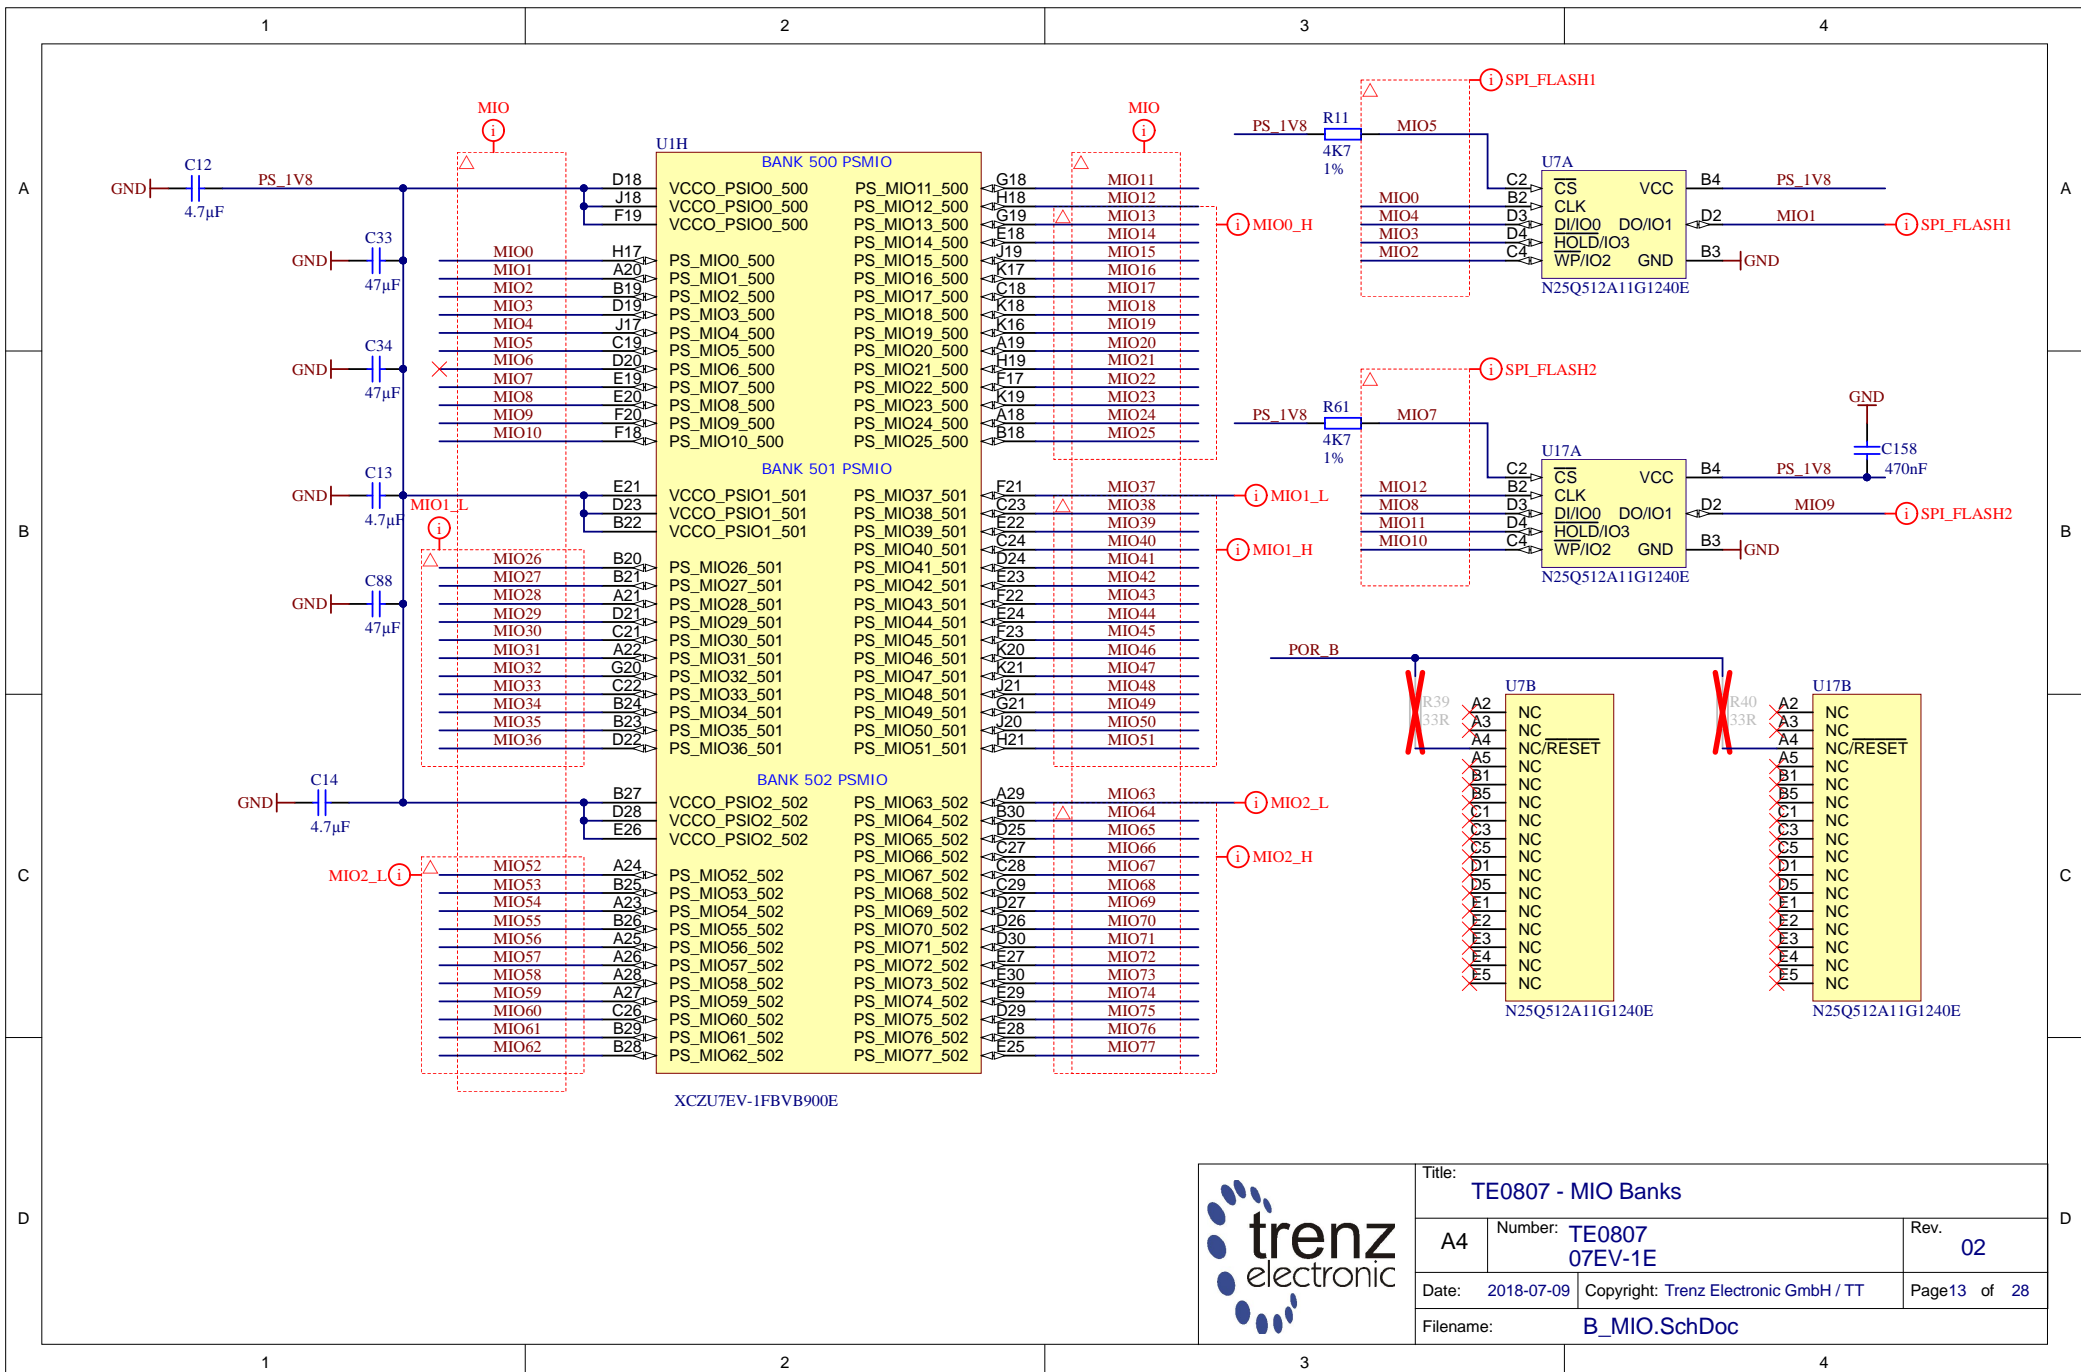 1 2 3 4
A A
B B
C C
D D
1 2 3 4
MIO
i
MIO
i
i SPI_FLASH1
GND
C12
4.7µF
PS_1V8
C33
GND
47µF
C34
GND
47µF
C13
GND
4.7µF
C88
GND
47µF
C14
GND
4.7µF
MIO1_L
i
MIO2_L i
U1H
BANK 500 PSMIO
D18 VCCO_PSIO0_500 PS_MIO11_500 G18 MIO11
J18 VCCO_PSIO0_500 PS_MIO12_500 H18 MIO12
F19 VCCO_PSIO0_500 PS_MIO13_500 G19 MIO13
PS_MIO14_500 E18 MIO14
MIO0 H17 PS_MIO0_500 PS_MIO15_500 J19 MIO15
MIO1 A20 PS_MIO1_500 PS_MIO16_500 K17 MIO16
MIO2 B19 PS_MIO2_500 PS_MIO17_500 C18 MIO17
MIO3 D19 PS_MIO3_500 PS_MIO18_500 K18 MIO18
MIO4 J17 PS_MIO4_500 PS_MIO19_500 K16 MIO19
MIO5 C19 PS_MIO5_500 PS_MIO20_500 A19 MIO20
MIO6 D20 PS_MIO6_500 PS_MIO21_500 H19 MIO21
MIO7 E19 PS_MIO7_500 PS_MIO22_500 F17 MIO22
MIO8 E20 PS_MIO8_500 PS_MIO23_500 K19 MIO23
MIO9 F20 PS_MIO9_500 PS_MIO24_500 A18 MIO24
MIO10 F18 PS_MIO10_500 PS_MIO25_500 B18 MIO25
i MIO0_H
BANK 501 PSMIO
E21 VCCO_PSIO1_501 PS_MIO37_501 F21 MIO37
D23 VCCO_PSIO1_501 PS_MIO38_501 C23 MIO38
B22 VCCO_PSIO1_501 PS_MIO39_501 E22 MIO39
PS_MIO40_501 C24 MIO40
MIO26 B20 PS_MIO26_501 PS_MIO41_501 D24 MIO41
MIO27 B21 PS_MIO27_501 PS_MIO42_501 E23 MIO42
MIO28 A21 PS_MIO28_501 PS_MIO43_501 F22 MIO43
MIO29 D21 PS_MIO29_501 PS_MIO44_501 E24 MIO44
MIO30 C21 PS_MIO30_501 PS_MIO45_501 F23 MIO45
MIO31 A22 PS_MIO31_501 PS_MIO46_501 K20 MIO46
MIO32 G20 PS_MIO32_501 PS_MIO47_501 K21 MIO47
MIO33 C22 PS_MIO33_501 PS_MIO48_501 J21 MIO48
MIO34 B24 PS_MIO34_501 PS_MIO49_501 G21 MIO49
MIO35 B23 PS_MIO35_501 PS_MIO50_501 J20 MIO50
MIO36 D22 PS_MIO36_501 PS_MIO51_501 H21 MIO51
i MIO1_L
i MIO1_H
BANK 502 PSMIO
B27 VCCO_PSIO2_502 PS_MIO63_502 A29 MIO63
D28 VCCO_PSIO2_502 PS_MIO64_502 B30 MIO64
E26 VCCO_PSIO2_502 PS_MIO65_502 D25 MIO65
PS_MIO66_502 C27 MIO66
MIO52 A24 PS_MIO52_502 PS_MIO67_502 C28 MIO67
MIO53 B25 PS_MIO53_502 PS_MIO68_502 C29 MIO68
MIO54 A23 PS_MIO54_502 PS_MIO69_502 D27 MIO69
MIO55 B26 PS_MIO55_502 PS_MIO70_502 D26 MIO70
MIO56 A25 PS_MIO56_502 PS_MIO71_502 D30 MIO71
MIO57 A26 PS_MIO57_502 PS_MIO72_502 E27 MIO72
MIO58 A28 PS_MIO58_502 PS_MIO73_502 E30 MIO73
MIO59 A27 PS_MIO59_502 PS_MIO74_502 E29 MIO74
MIO60 C26 PS_MIO60_502 PS_MIO75_502 D29 MIO75
MIO61 B29 PS_MIO61_502 PS_MIO76_502 E28 MIO76
MIO62 B28 PS_MIO62_502 PS_MIO77_502 E25 MIO77
i MIO2_L
i MIO2_H
XCZU7EV-1FBVB900E
PS_1V8 R11 MIO5
4K7
1%
U7A
C2 CS VCC B4 PS_1V8
MIO0 B2 CLK
MIO4 D3 DI/IO0 DO/IO1 D2 MIO1 i SPI_FLASH1
MIO3 D4 HOLD/IO3
MIO2 C4 WP/IO2 GND B3 GND
N25Q512A11G1240E
i SPI_FLASH2
PS_1V8 R61 MIO7
4K7
1%
GND
C158
470nF
U17A
C2 CS VCC B4 PS_1V8
MIO12 B2 CLK
MIO8 D3 DI/IO0 DO/IO1 D2 MIO9 i SPI_FLASH2
MIO11 D4 HOLD/IO3
MIO10 C4 WP/IO2 GND B3 GND
N25Q512A11G1240E
POR_B
R39
33R
U7B
A2 NC
A3 NC
A4 NC/RESET
A5 NC
B1 NC
B5 NC
C1 NC
C3 NC
C5 NC
D1 NC
D5 NC
E1 NC
E2 NC
E3 NC
E4 NC
E5 NC
N25Q512A11G1240E
R40
33R
U17B
A2 NC
A3 NC
A4 NC/RESET
A5 NC
B1 NC
B5 NC
C1 NC
C3 NC
C5 NC
D1 NC
D5 NC
E1 NC
E2 NC
E3 NC
E4 NC
E5 NC
N25Q512A11G1240E
trenz
electronic
Title:
TE0807 - MIO Banks
A4 Number: TE0807
07EV-1E
Rev.
02
Date: 2018-07-09 Copyright: Trenz Electronic GmbH / TT Page13 of 28
Filename: B_MIO.SchDoc